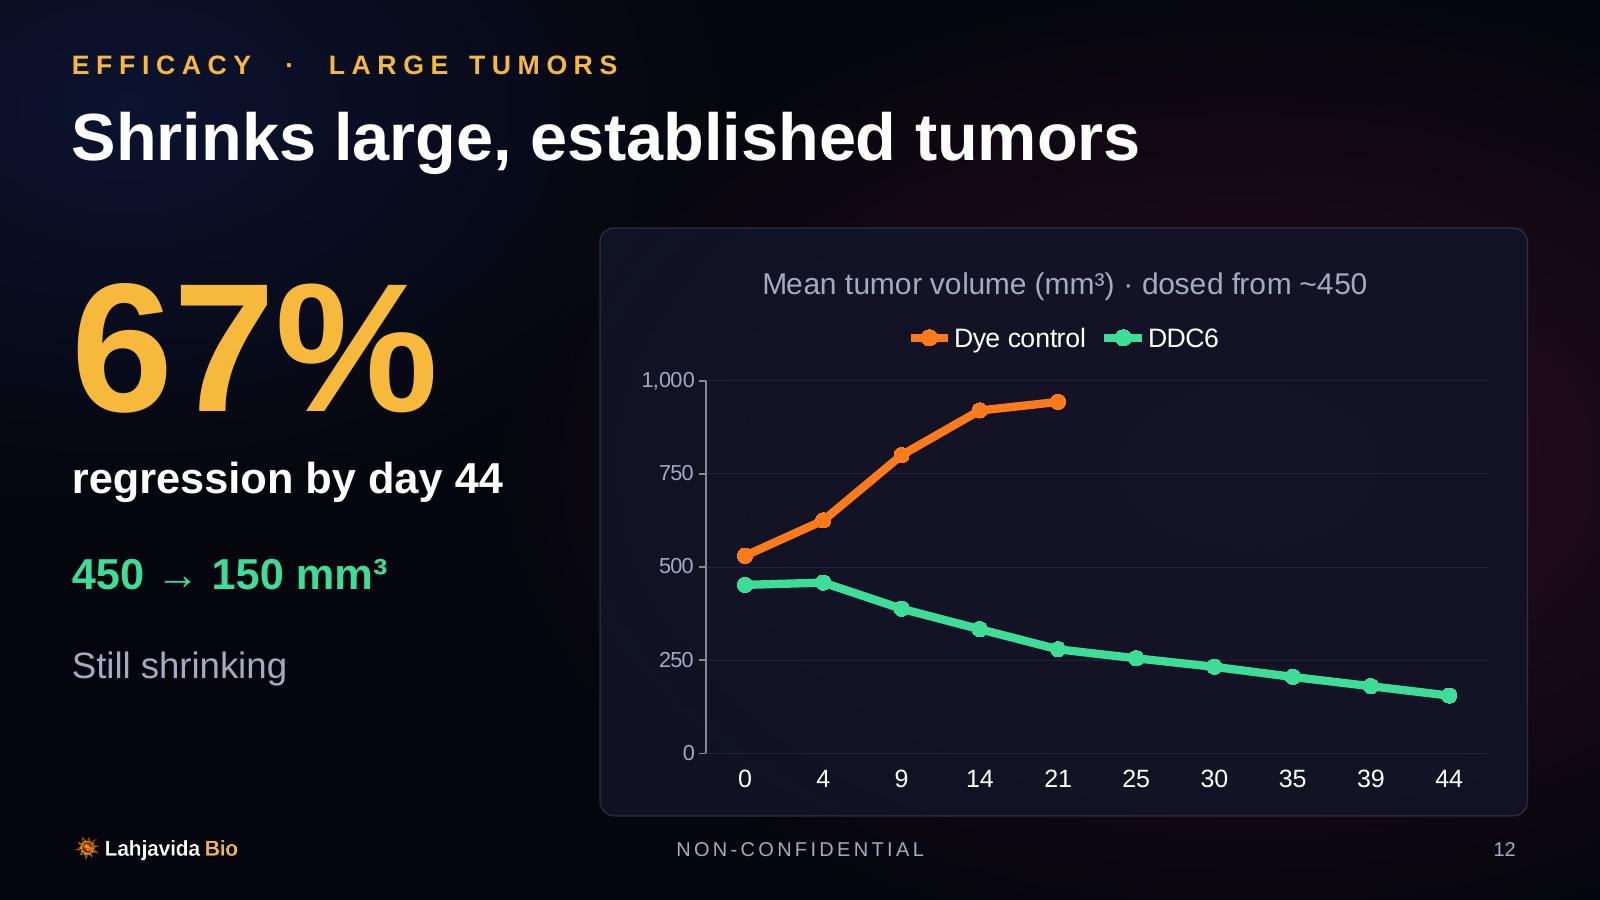 EFFICACY · LARGE TUMORS
Shrinks large, established tumors
67%
regression by day 44
450 → 150 mm³
Still shrinking
Mean tumor volume (mm³) · dosed from ~450
Dye control DDC6
1,000
750
500
250
0
0 4 9 14 21 25 30 35 39 44
Lahjavida Bio
NON-CONFIDENTIAL
12